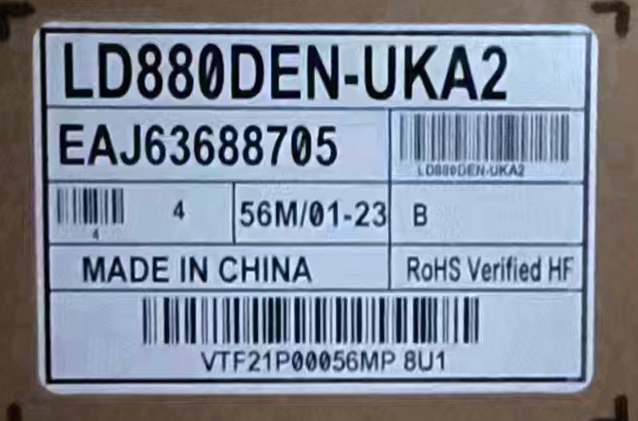 LD880DEN-UKA2
EAJ63688705
LD880DEN-UKA2
4 56M/01-23 B
4
MADE IN CHINA RoHS Verified HF
VTF21P00056MP 8U1